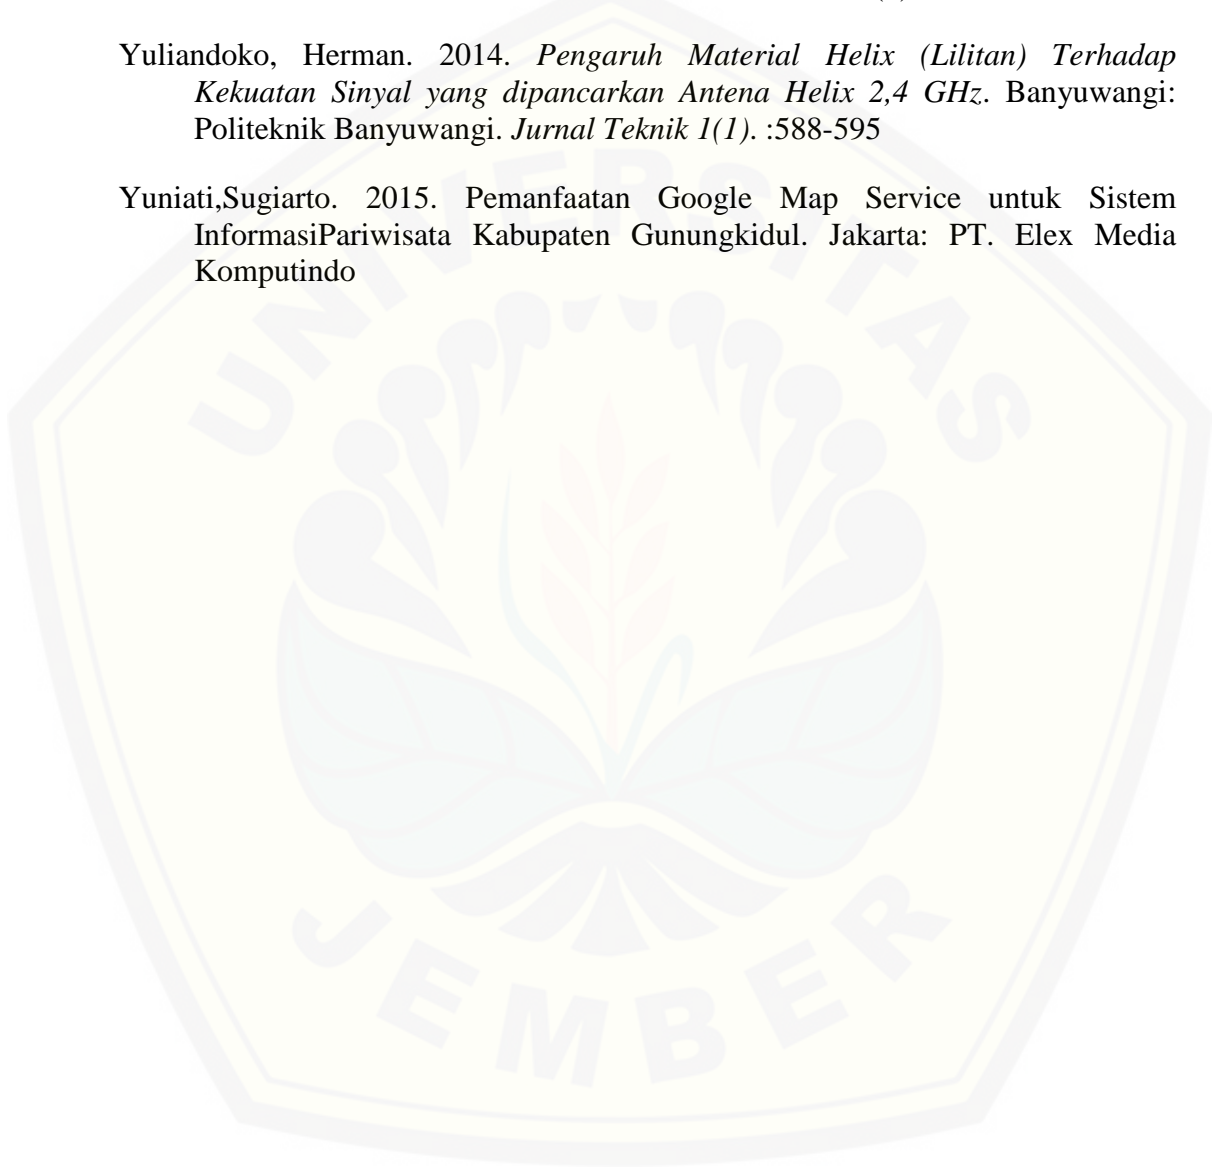 Yuliandoko, Herman. 2014. Pengaruh Material Helix (Lilitan) Terhadap
Kekuatan Sinyal yang dipancarkan Antena Helix 2,4 GHz. Banyuwangi:
Politeknik Banyuwangi. Jurnal Teknik 1(1). :588-595
Yuniati,Sugiarto. 2015. Pemanfaatan Google Map Service untuk Sistem
InformasiPariwisata Kabupaten Gunungkidul. Jakarta: PT. Elex Media
Komputindo
UNIVERSITAS
JEMBER